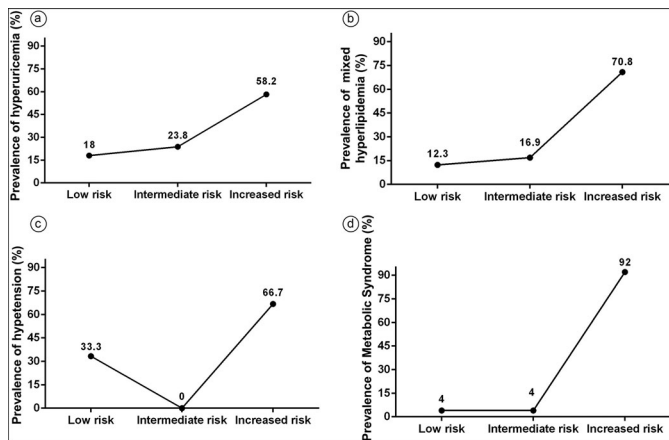 a
Prevalence of hyperuricemia (%)
90
75
60
45
30
15
0
18
23.8
58.2
Low risk
Intermediate risk
Increased risk
b
Prevalence of mixed
hyperlipidemia (%)
90
75
60
45
30
15
0
12.3
16.9
70.8
Low risk
Intermediate risk
Increased risk
c
Prevalence of hypetension (%)
90
75
60
45
30
15
0
33.3
0
66.7
Low risk
Intermediate risk
Increased risk
d
Prevalence of Metabolic Syndrome (%)
90
75
60
45
30
15
0
4
4
92
Low risk
Intermediate risk
Increased risk